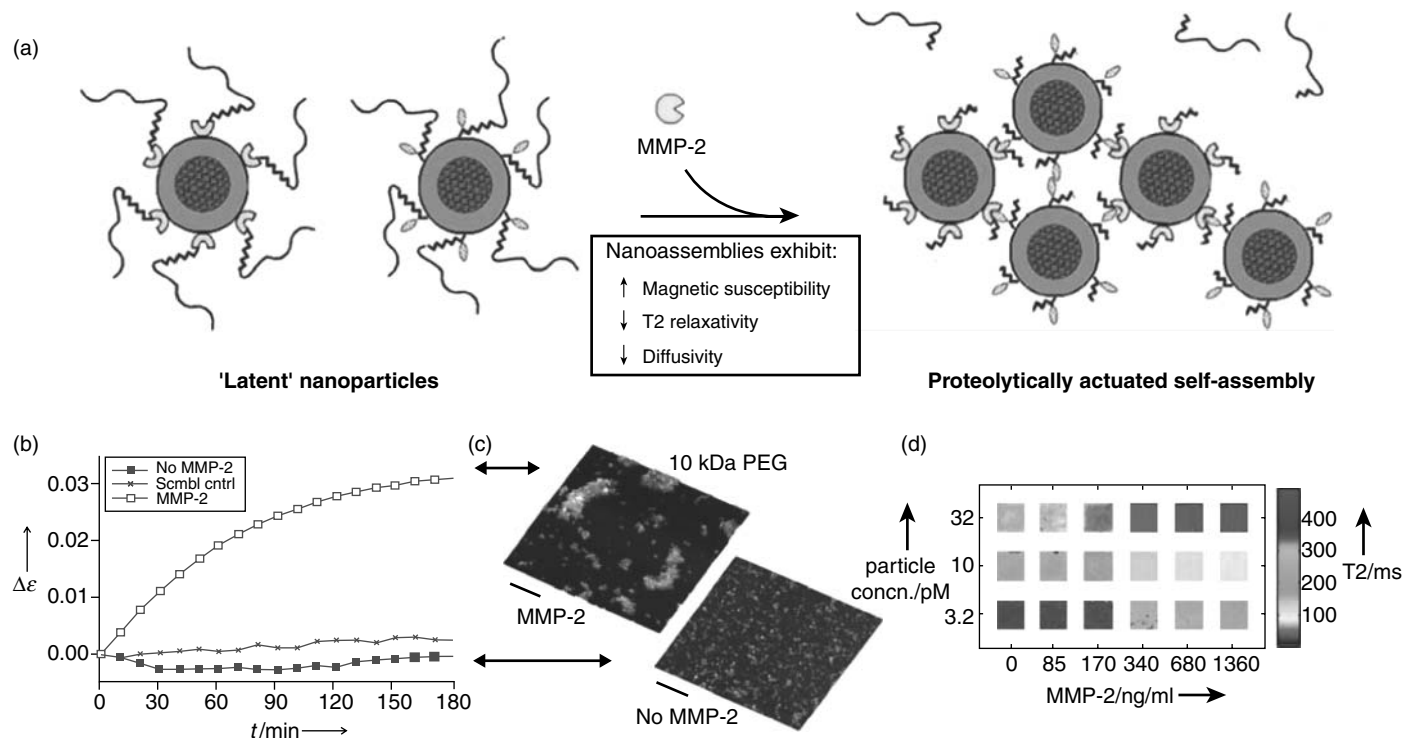 (a)
MMP-2
Nanoassemblies exhibit:
↑ Magnetic susceptibility
↓ T2 relaxativity
↓ Diffusivity
'Latent' nanoparticles
Proteolytically actuated self-assembly
(b)
No MMP-2
Scmbl cntrl
MMP-2
0.03
0.02
0.01
0.00
Δε
0
30
60
90
120
150
180
t/min
(c)
10 kDa PEG
MMP-2
No MMP-2
(d)
32
10
3.2
particle
concn./pM
0
85
170
340
680
1360
MMP-2/ng/ml
400
300
200
100
T2/ms